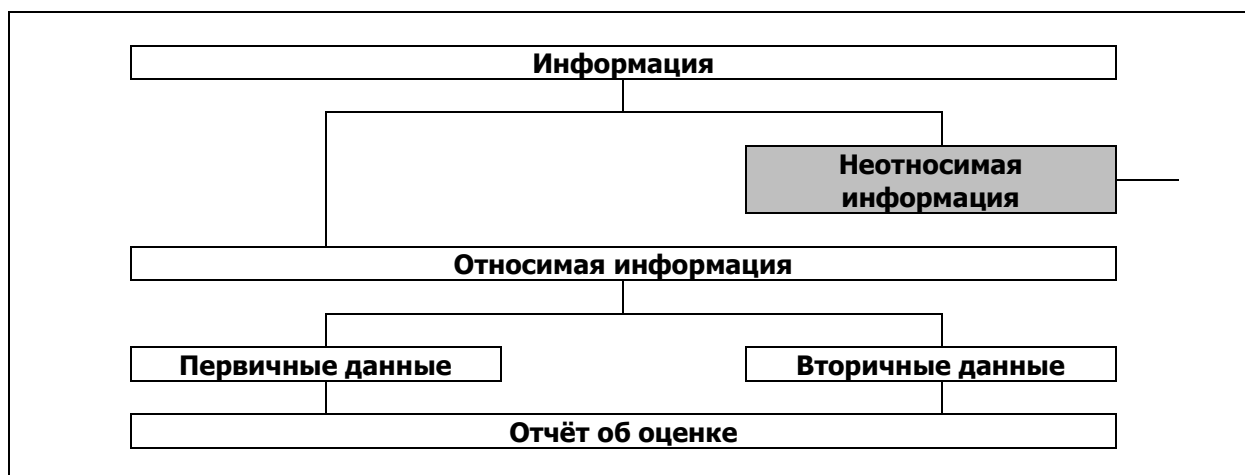 Информация
Неотносимая
информация
Относимая информация
Первичные данные
Вторичные данные
Отчёт об оценке